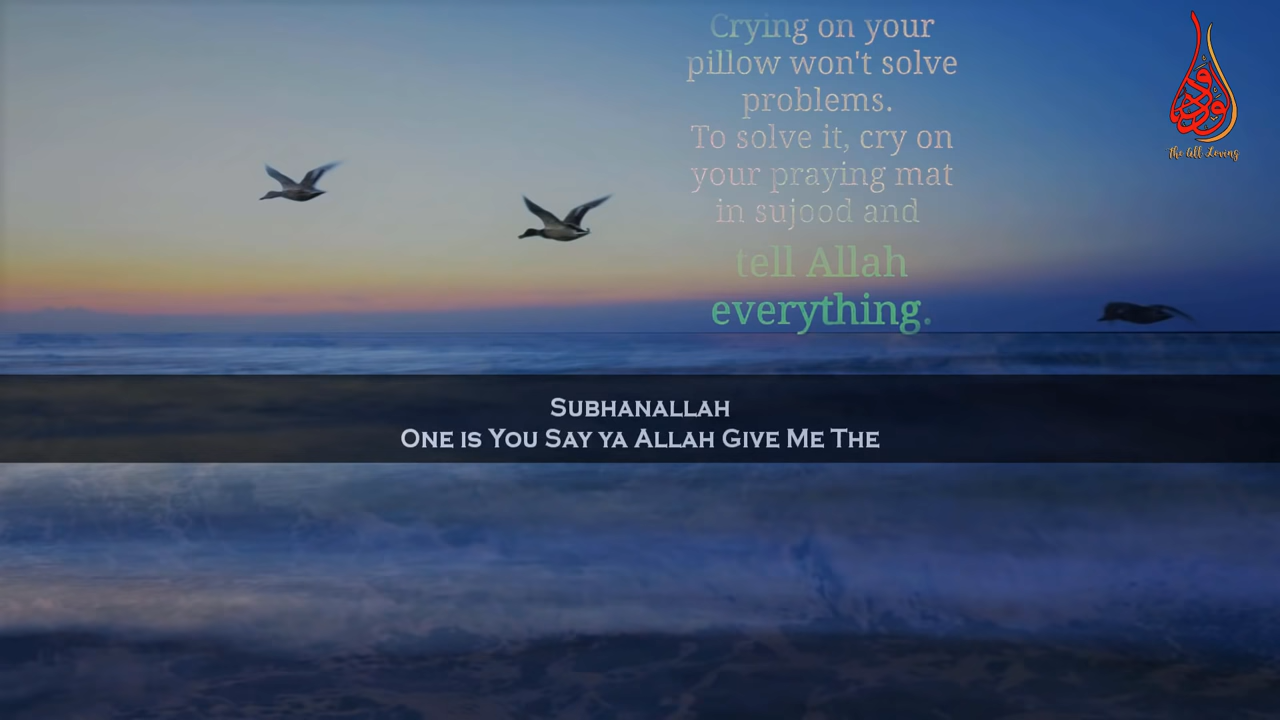 Crying on your
pillow won't solve
problems.
To solve it, cry on
your praying mat
in sujood and
tell Allah
everything.
الودود
The All Loving
SUBHANALLAH
ONE IS YOU SAY YA ALLAH GIVE ME THE